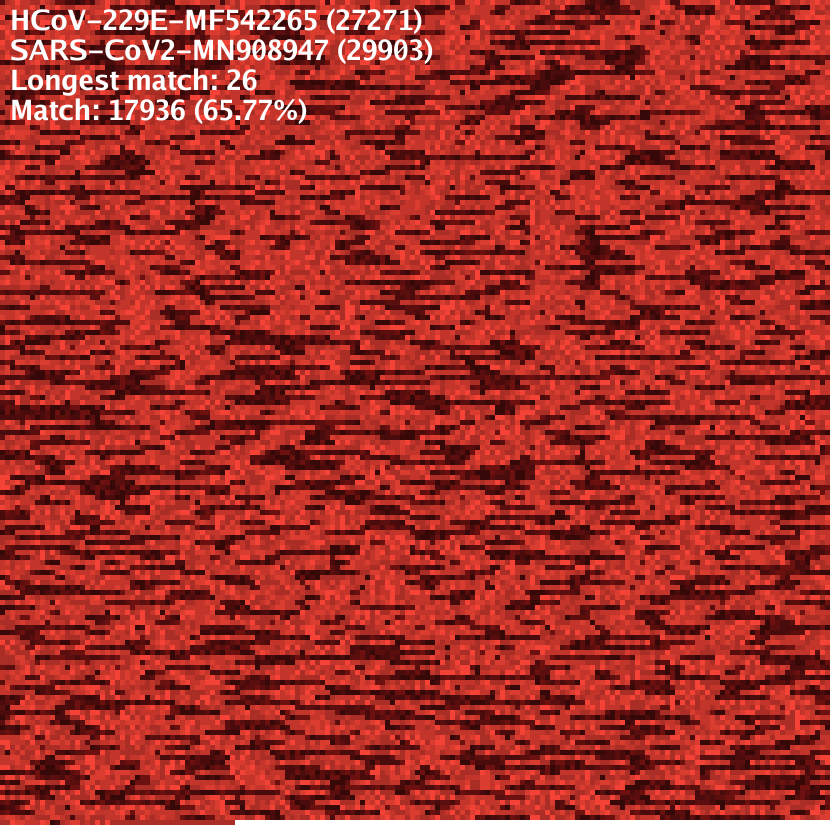 HCoV-229E-MF542265 (27271)
SARS-CoV2-MN908947 (29903)
Longest match: 26
Match: 17936 (65.77%)